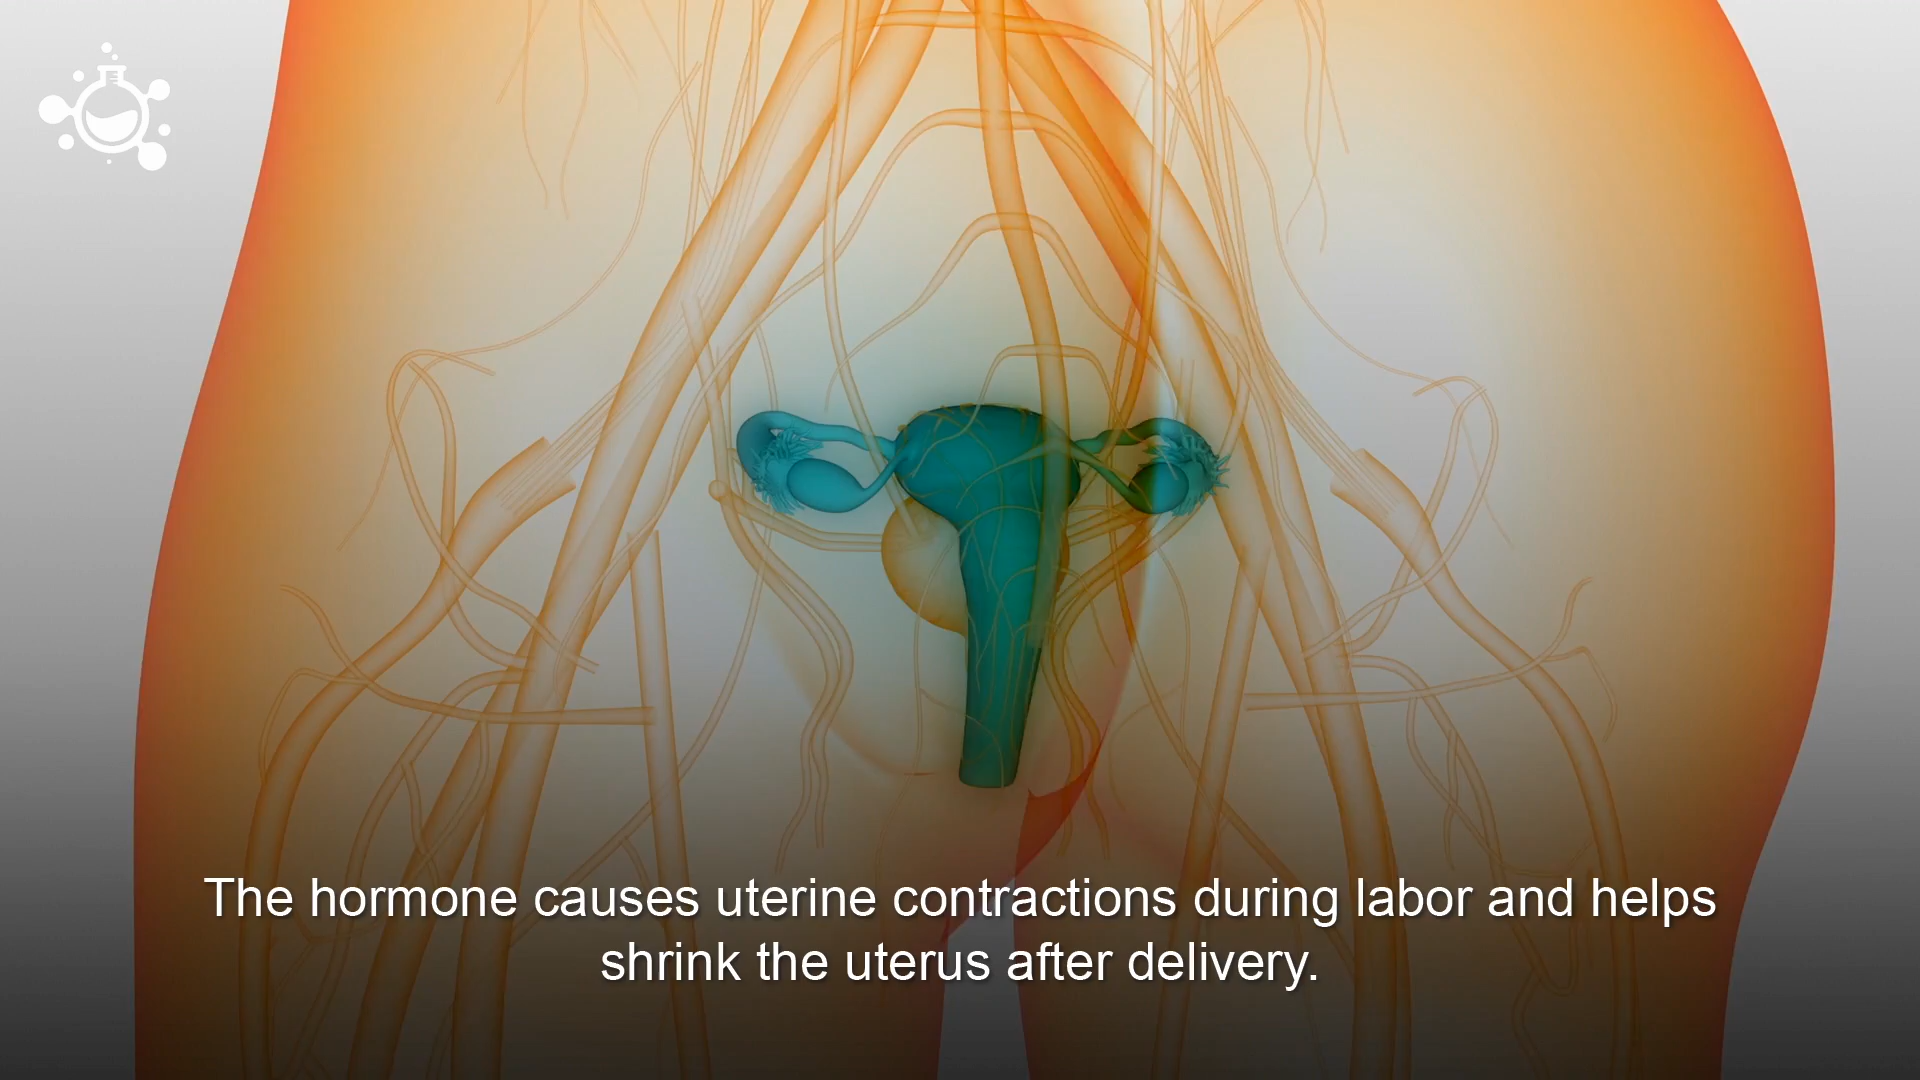 The hormone causes uterine contractions during labor and helps
shrink the uterus after delivery.